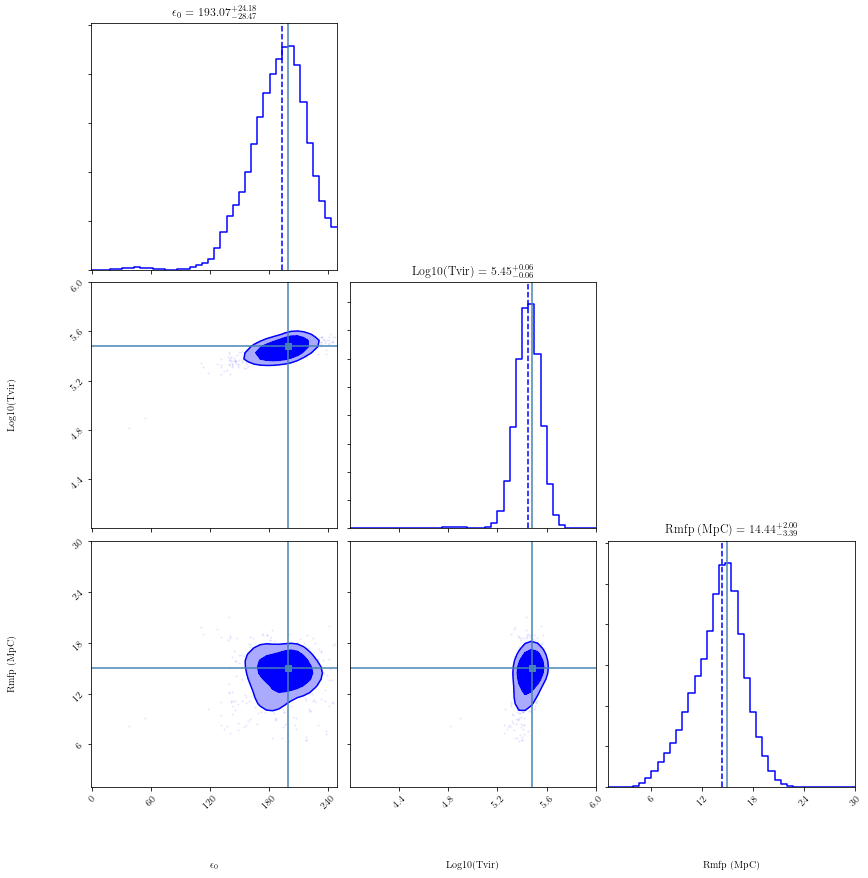 ϵ₀ = 193.07 +24.18 −28.47
Log10(Tvir) = 5.45 +0.06 −0.06
6.0
5.6
5.2
4.8
4.4
Log10(Tvir)
Rmfp (MpC) = 14.44 +2.00 −3.39
30
24
18
12
6
Rmfp (MpC)
0 60 120 180 240
4.4 4.8 5.2 5.6 6.0
6 12 18 24 30
ϵ₀ Log10(Tvir) Rmfp (MpC)